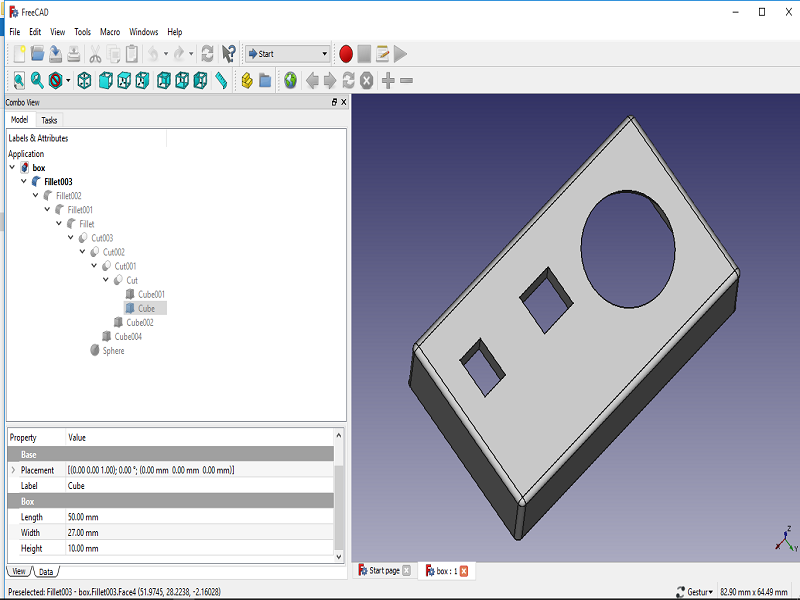 FreeCAD
File Edit View Tools Macro Windows Help
Start
Combo View
Model Tasks
Labels & Attributes
Application
box
Fillet003
Fillet002
Fillet001
Fillet
Cut003
Cut002
Cut001
Cut
Cube001
Cube
Cube002
Cube004
Sphere
Property Value
Base
Placement [(0.00 0.00 1.00); 0.00 °; (0.00 mm 0.00 mm 0.00 mm)]
Label Cube
Box
Length 50.00 mm
Width 27.00 mm
Height 10.00 mm
View Data
Start page box : 1
Z
X
Y
Preselected: Fillet003 - box.Fillet003.Face4 (51.9745, 28.2238, -2.16028) Gestur 82.90 mm x 64.49 mm